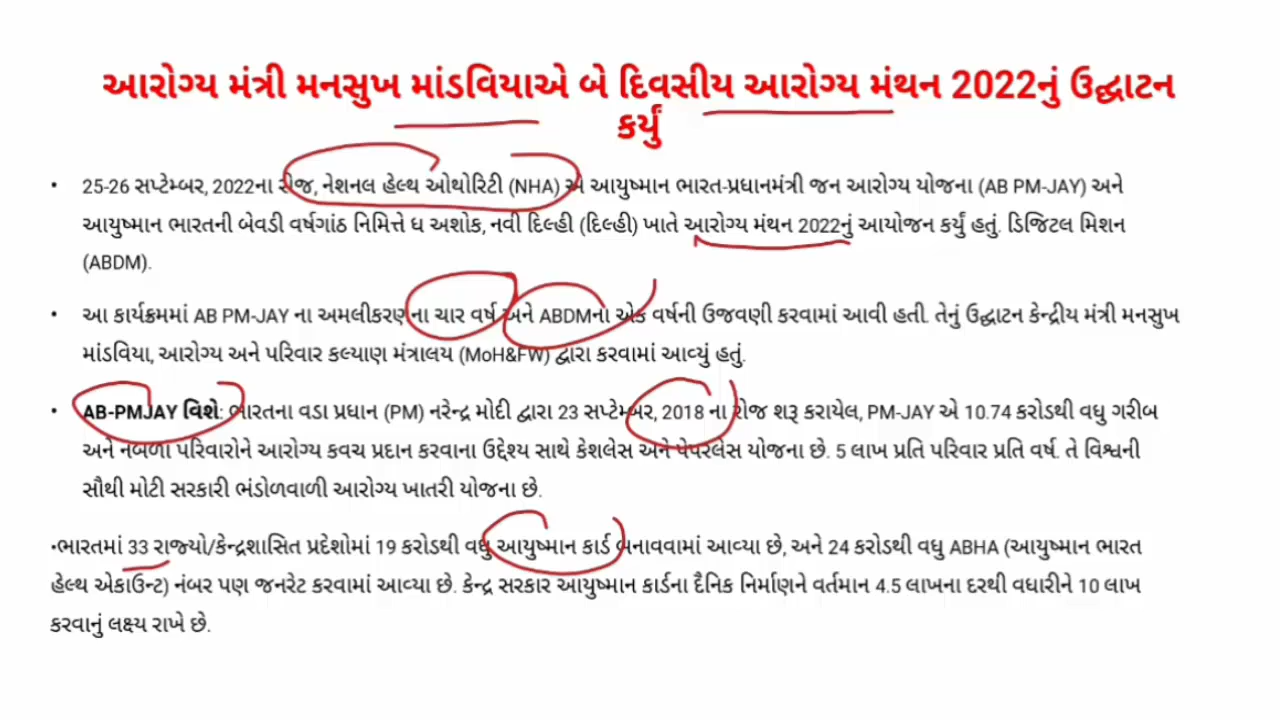 આરોગ્ય મંત્રી મનસુખ માંડવિયાએ બે દિવસીય આરોગ્ય મંથન 2022નું ઉદ્ઘાટન
કર્યું
• 25-26 સપ્ટેમ્બર, 2022ના રોજ, નેશનલ હેલ્થ ઓથોરિટી (NHA) એ આયુષ્માન ભારત-પ્રધાનમંત્રી જન આરોગ્ય યોજના (AB PM-JAY) અને
આયુષ્માન ભારતની બેવડી વર્ષગાંઠ નિમિત્તે ધ અશોક, નવી દિલ્હી (દિલ્હી) ખાતે આરોગ્ય મંથન 2022નું આયોજન કર્યું હતું. ડિજિટલ મિશન
(ABDM).
• આ કાર્યક્રમમાં AB PM-JAY ના અમલીકરણના ચાર વર્ષ અને ABDMના એક વર્ષની ઉજવણી કરવામાં આવી હતી. તેનું ઉદ્ઘાટન કેન્દ્રીય મંત્રી મનસુખ
માંડવિયા, આરોગ્ય અને પરિવાર કલ્યાણ મંત્રાલય (MoH&FW) દ્વારા કરવામાં આવ્યું હતું.
• AB-PMJAY વિશે: ભારતના વડા પ્રધાન (PM) નરેન્દ્ર મોદી દ્વારા 23 સપ્ટેમ્બર, 2018 ના રોજ શરૂ કરાયેલ, PM-JAY એ 10.74 કરોડથી વધુ ગરીબ
અને નબળા પરિવારોને આરોગ્ય કવચ પ્રદાન કરવાના ઉદ્દેશ્ય સાથે કેશલેસ અને પેપરલેસ યોજના છે. 5 લાખ પ્રતિ પરિવાર પ્રતિ વર્ષ. તે વિશ્વની
સૌથી મોટી સરકારી ભંડોળવાળી આરોગ્ય ખાતરી યોજના છે.
•ભારતમાં 33 રાજ્યો/કેન્દ્રશાસિત પ્રદેશોમાં 19 કરોડથી વધુ આયુષ્માન કાર્ડ બનાવવામાં આવ્યા છે, અને 24 કરોડથી વધુ ABHA (આયુષ્માન ભારત
હેલ્થ એકાઉન્ટ) નંબર પણ જનરેટ કરવામાં આવ્યા છે. કેન્દ્ર સરકાર આયુષ્માન કાર્ડના દૈનિક નિર્માણને વર્તમાન 4.5 લાખના દરથી વધારીને 10 લાખ
કરવાનું લક્ષ્ય રાખે છે.